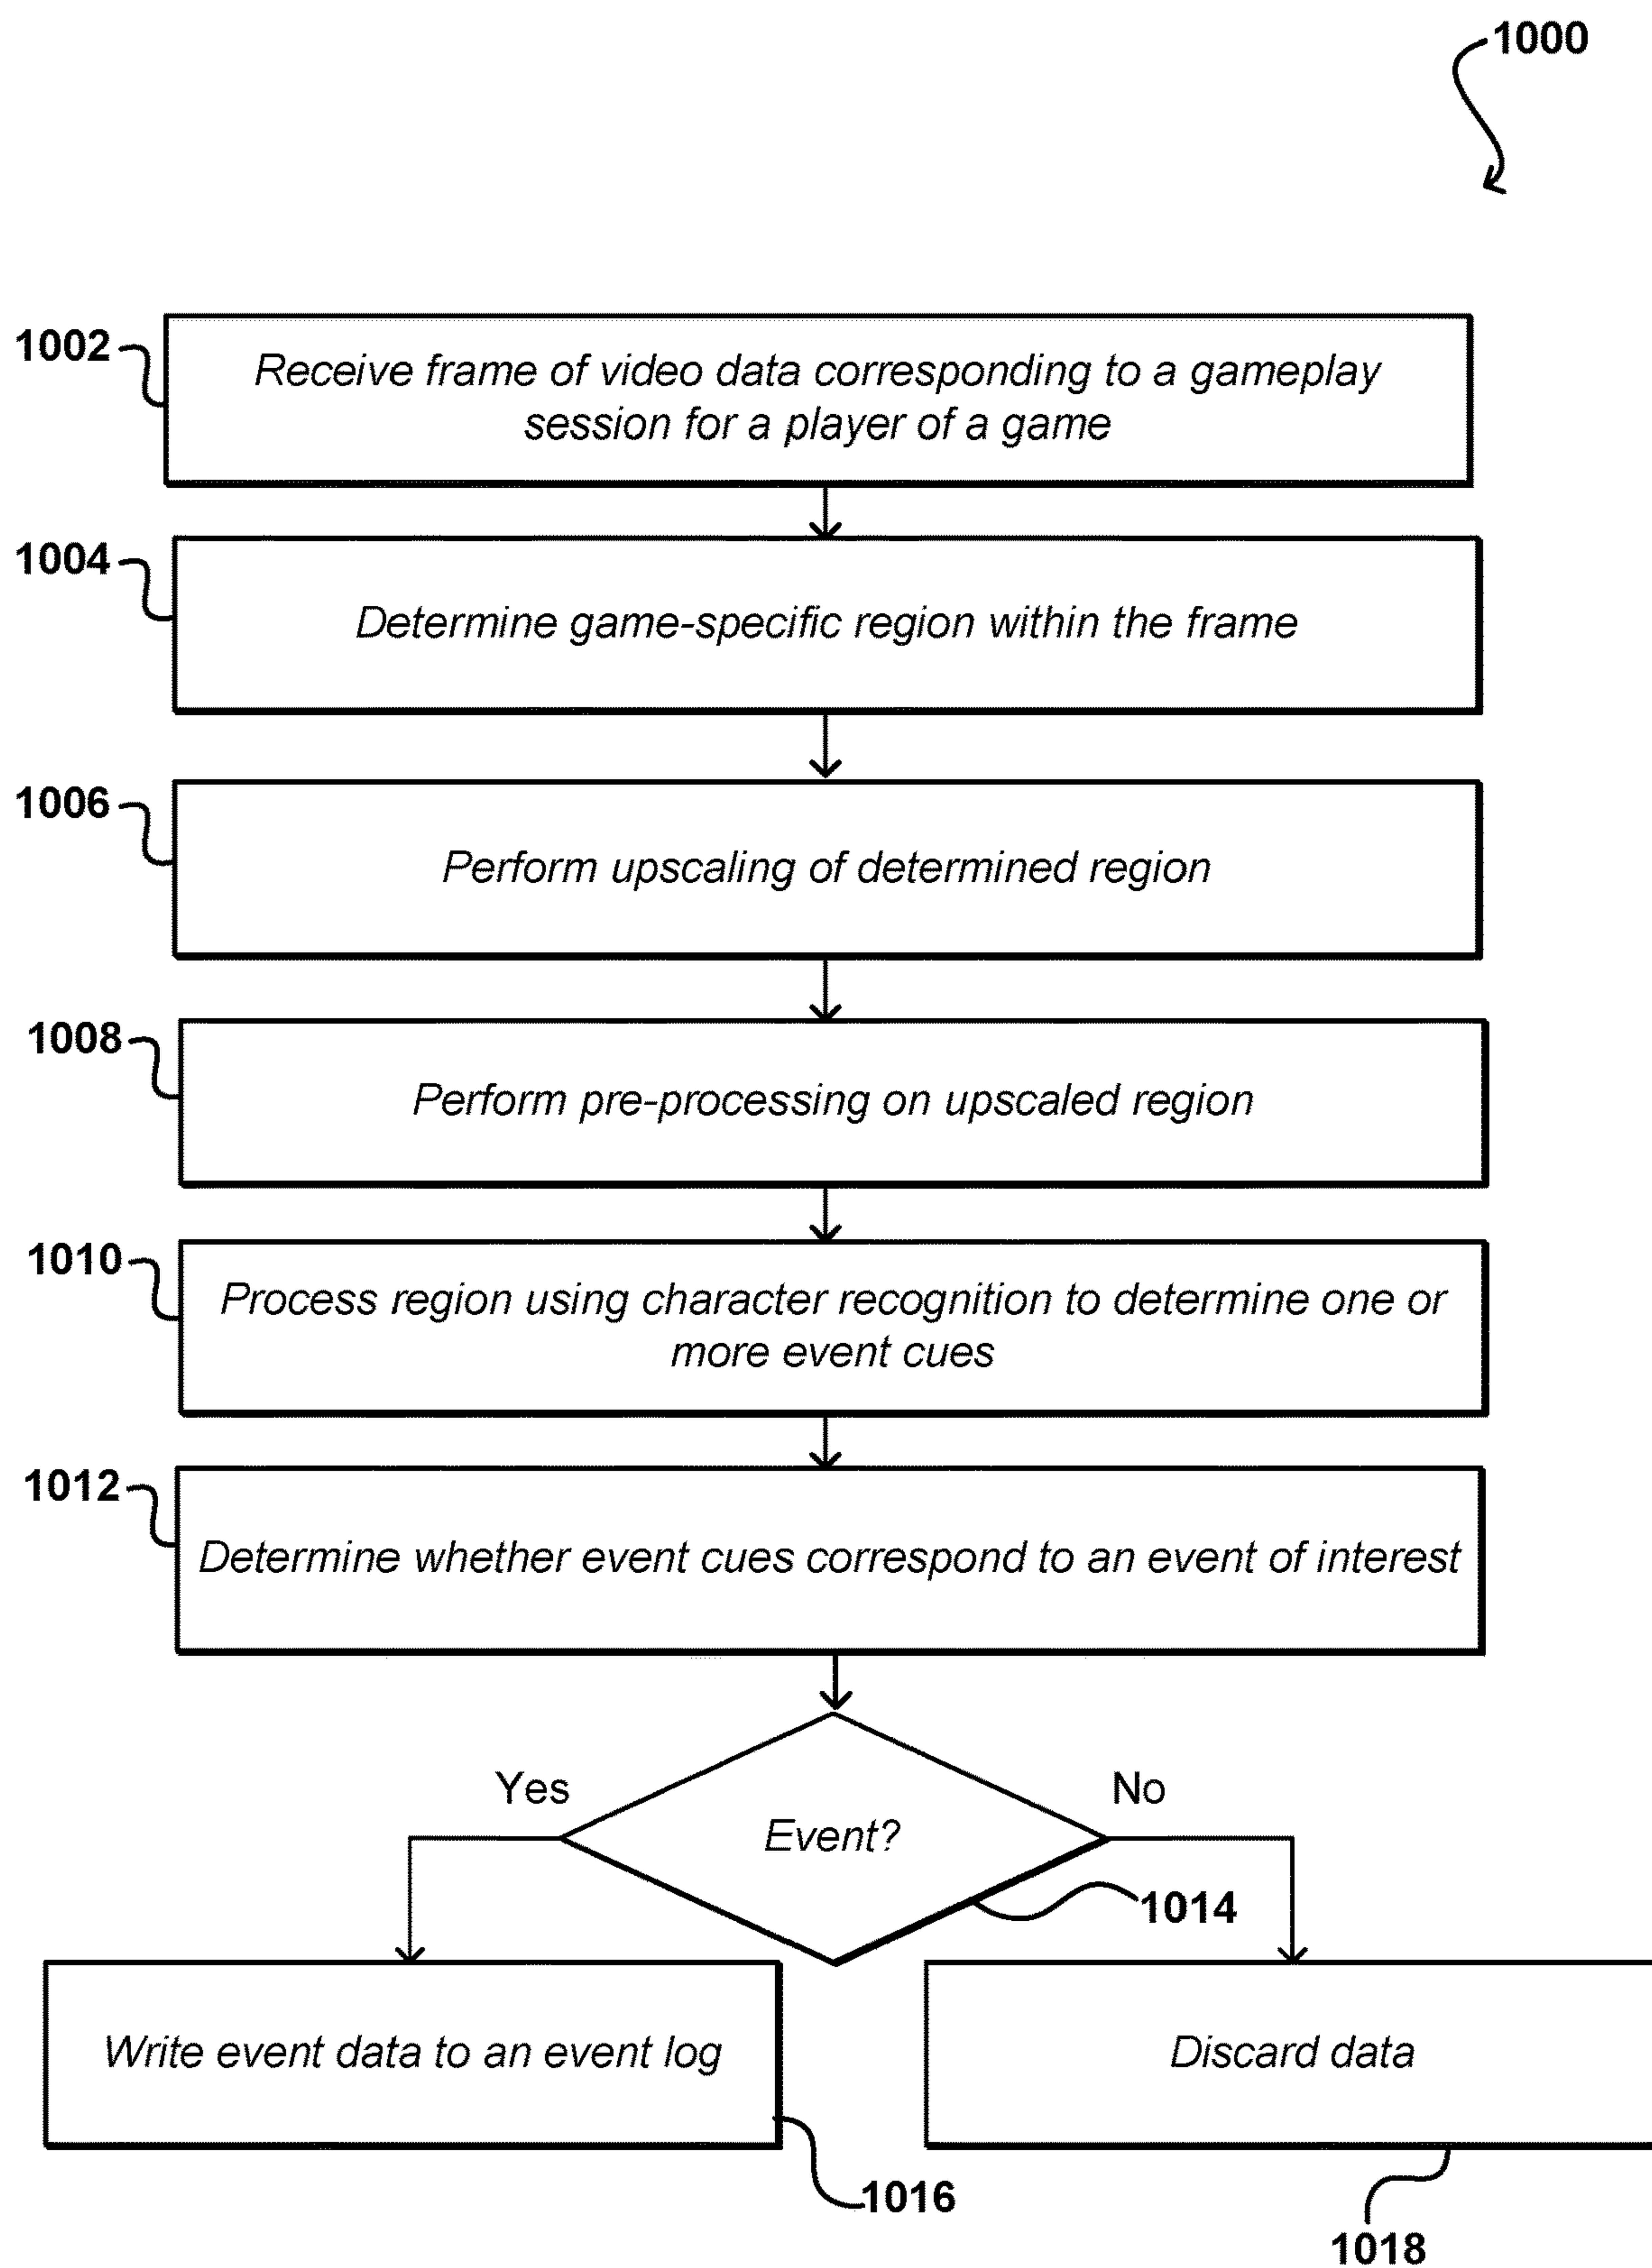 1000
1002
Receive frame of video data corresponding to a gameplay
session for a player of a game
1004
Determine game-specific region within the frame
1006
Perform upscaling of determined region
1008
Perform pre-processing on upscaled region
1010
Process region using character recognition to determine one or
more event cues
1012
Determine whether event cues correspond to an event of interest
Yes
No
Event?
1014
Write event data to an event log
Discard data
1016
1018